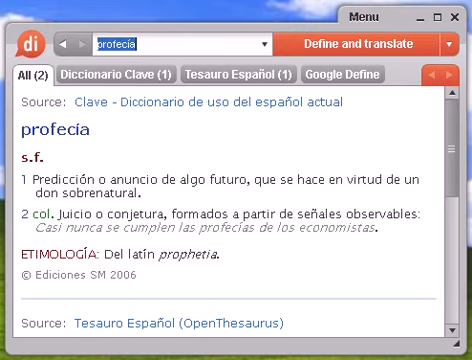 Menu
di
profecía
Define and translate
All (2)
Diccionario Clave (1)
Tesauro Español (1)
Google Define
Source: Clave - Diccionario de uso del español actual
profecía
s.f.
1 Predicción o anuncio de algo futuro, que se hace en virtud de un
don sobrenatural.
2 col. Juicio o conjetura, formados a partir de señales observables:
Casi nunca se cumplen las profecías de los economistas.
ETIMOLOGÍA: Del latín prophetia.
© Ediciones SM 2006
Source: Tesauro Español (OpenThesaurus)